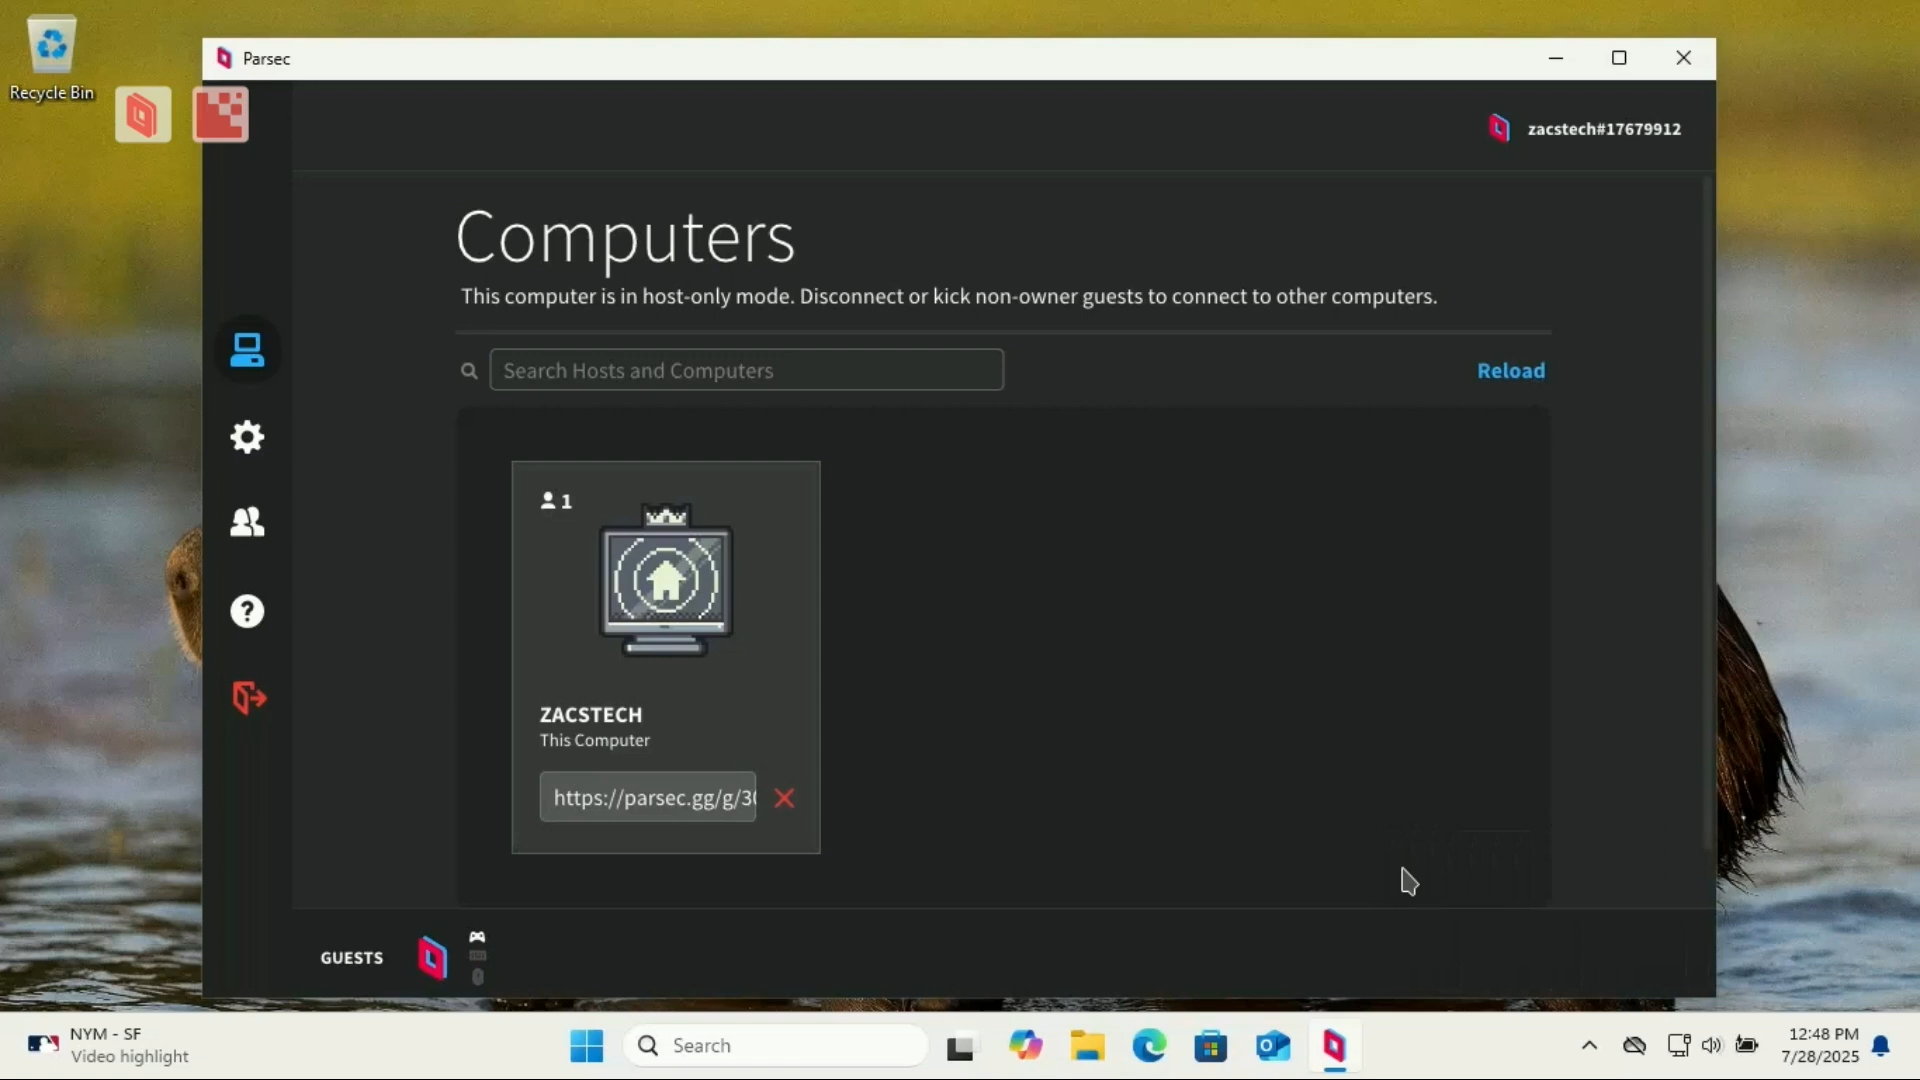 Recycle Bin
Parsec
zacstech#17679912
Computers
This computer is in host-only mode. Disconnect or kick non-owner guests to connect to other computers.
Search Hosts and Computers
Reload
1
ZACSTECH
This Computer
https://parsec.gg/g/30
GUESTS
NYM - SF
Video highlight
Search
12:48 PM
7/28/2025